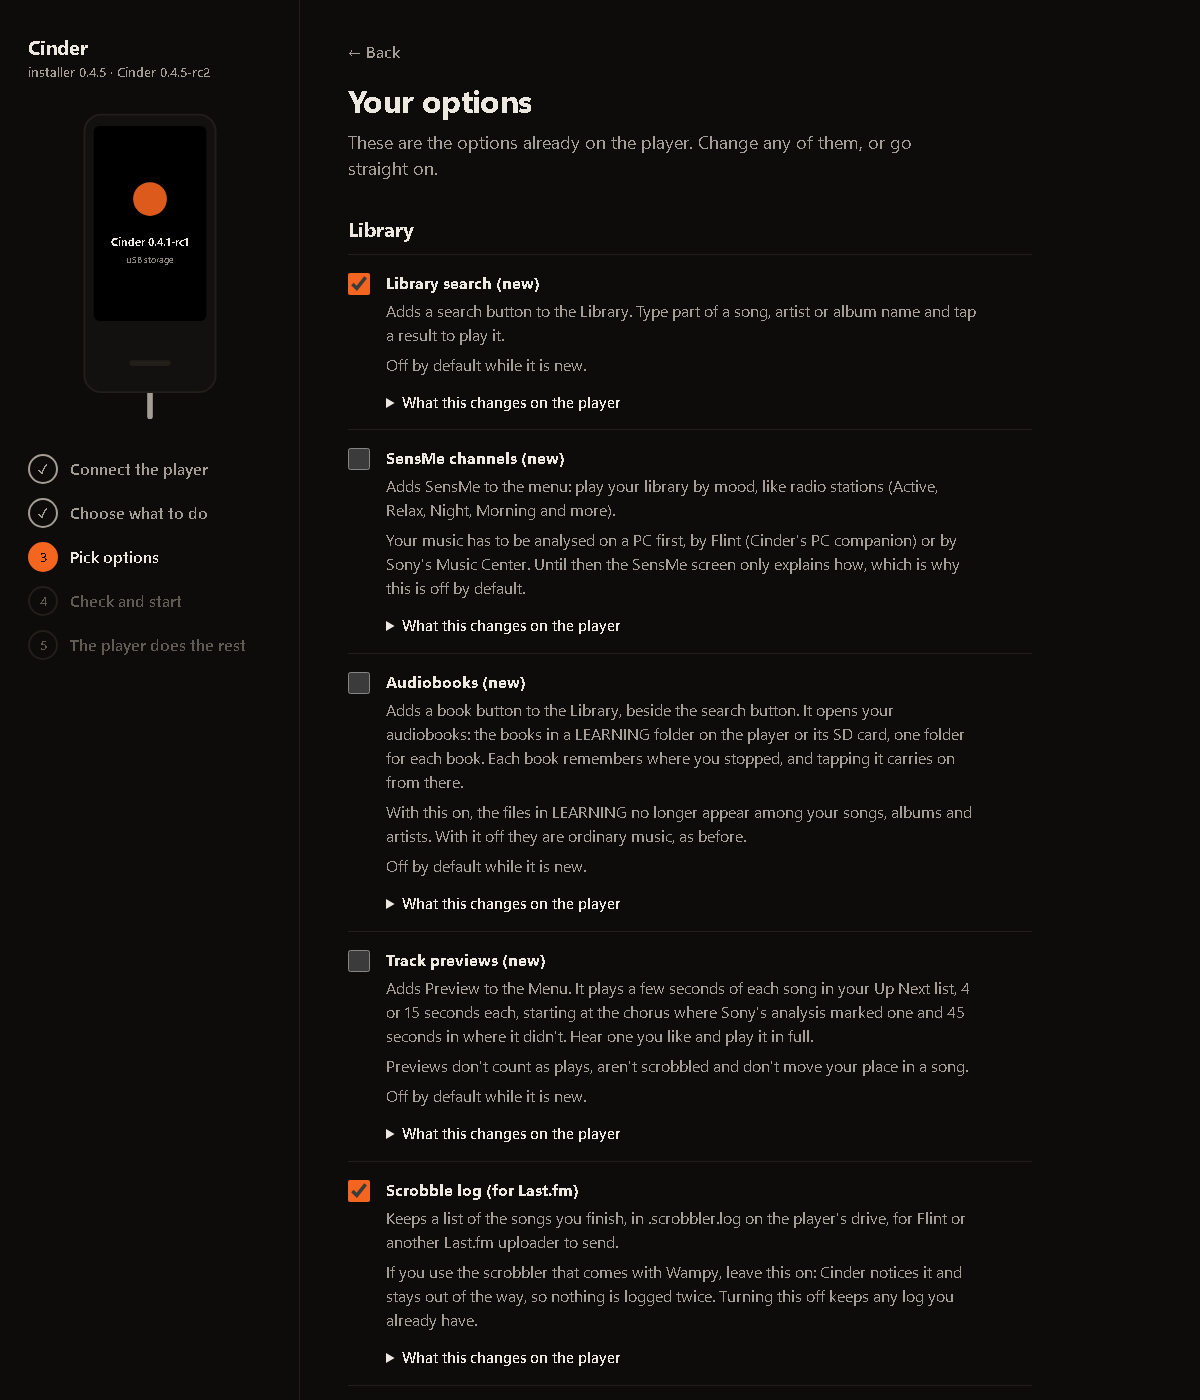 Cinder
installer 0.4.5 · Cinder 0.4.5-rc2
Cinder 0.4.1-rc1
USB storage
✓ Connect the player
✓ Choose what to do
3 Pick options
4 Check and start
5 The player does the rest
← Back
Your options
These are the options already on the player. Change any of them, or go
straight on.
Library
Library search (new)
Adds a search button to the Library. Type part of a song, artist or album name and tap
a result to play it.
Off by default while it is new.
▶ What this changes on the player
SensMe channels (new)
Adds SensMe to the menu: play your library by mood, like radio stations (Active,
Relax, Night, Morning and more).
Your music has to be analysed on a PC first, by Flint (Cinder's PC companion) or by
Sony's Music Center. Until then the SensMe screen only explains how, which is why
this is off by default.
▶ What this changes on the player
Audiobooks (new)
Adds a book button to the Library, beside the search button. It opens your
audiobooks: the books in a LEARNING folder on the player or its SD card, one folder
for each book. Each book remembers where you stopped, and tapping it carries on
from there.
With this on, the files in LEARNING no longer appear among your songs, albums and
artists. With it off they are ordinary music, as before.
Off by default while it is new.
▶ What this changes on the player
Track previews (new)
Adds Preview to the Menu. It plays a few seconds of each song in your Up Next list, 4
or 15 seconds each, starting at the chorus where Sony's analysis marked one and 45
seconds in where it didn't. Hear one you like and play it in full.
Previews don't count as plays, aren't scrobbled and don't move your place in a song.
Off by default while it is new.
▶ What this changes on the player
Scrobble log (for Last.fm)
Keeps a list of the songs you finish, in .scrobbler.log on the player's drive, for Flint or
another Last.fm uploader to send.
If you use the scrobbler that comes with Wampy, leave this on: Cinder notices it and
stays out of the way, so nothing is logged twice. Turning this off keeps any log you
already have.
▶ What this changes on the player